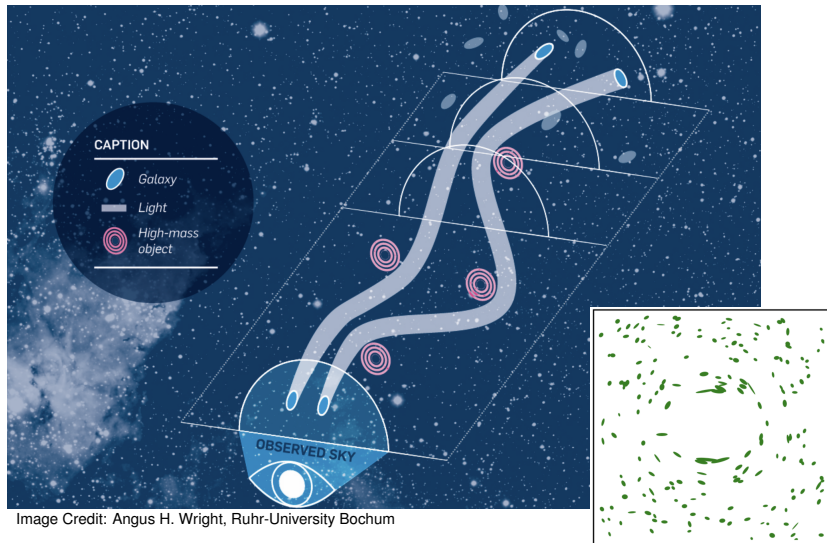 CAPTION
Galaxy
Light
High-mass
object
OBSERVED SKY
Image Credit: Angus H. Wright, Ruhr-University Bochum